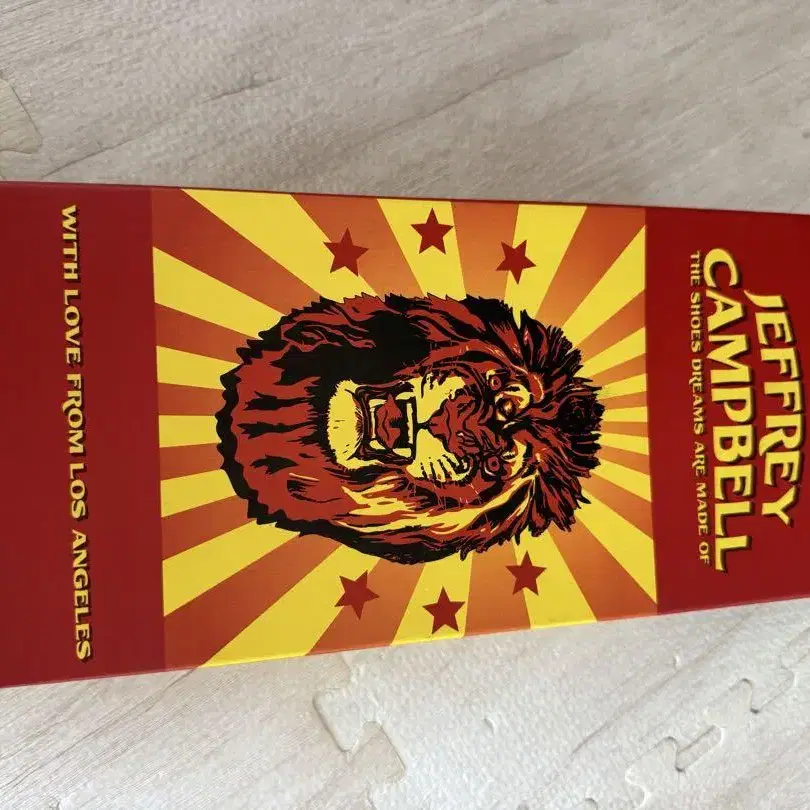 JEFFREY
CAMPBELL
THE SHOES DREAMS ARE MADE OF
WITH LOVE FROM LOS ANGELES